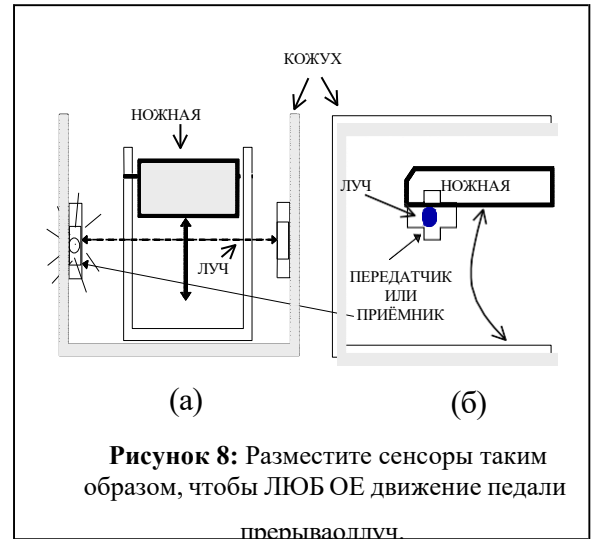 КОЖУХ
НОЖНАЯ
ЛУЧ
НОЖНАЯ
ЛУЧ
ПЕРЕДАТЧИК
ИЛИ
ПРИЁМНИК
(а)
(б)
Рисунок 8: Разместите сенсоры таким
образом, чтобы ЛЮБ ОЕ движение педали
прерываоллуч.